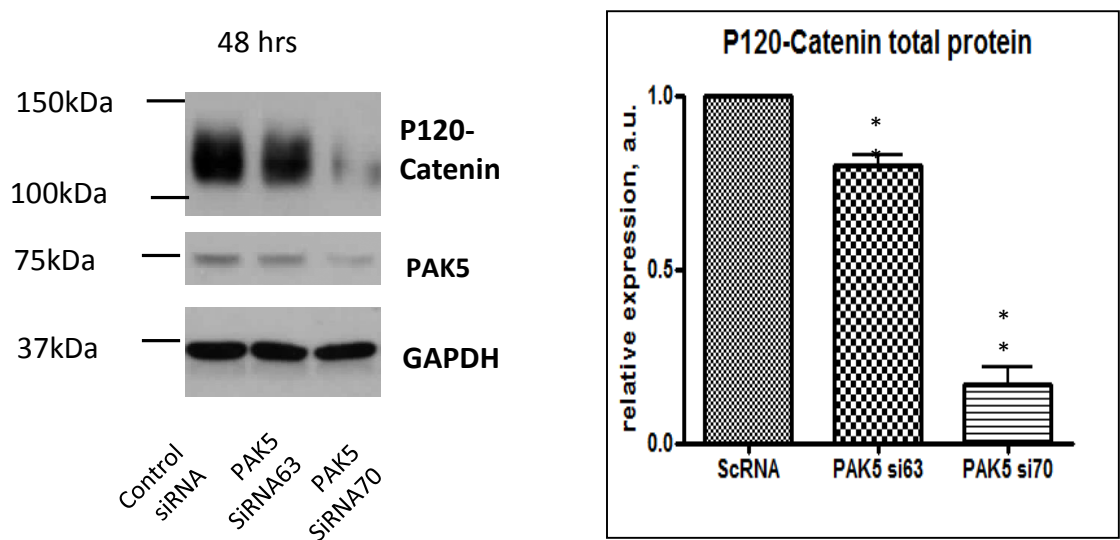 48 hrs
150kDa
P120-
Catenin
100kDa
75kDa
PAK5
37kDa
GAPDH
Control
siRNA
PAK5
SiRNA63
PAK5
SiRNA70
P120-Catenin total protein
relative expression, a.u.
1.0
0.5
0.0
*
*
*
*
ScRNA
PAK5 si63
PAK5 si70